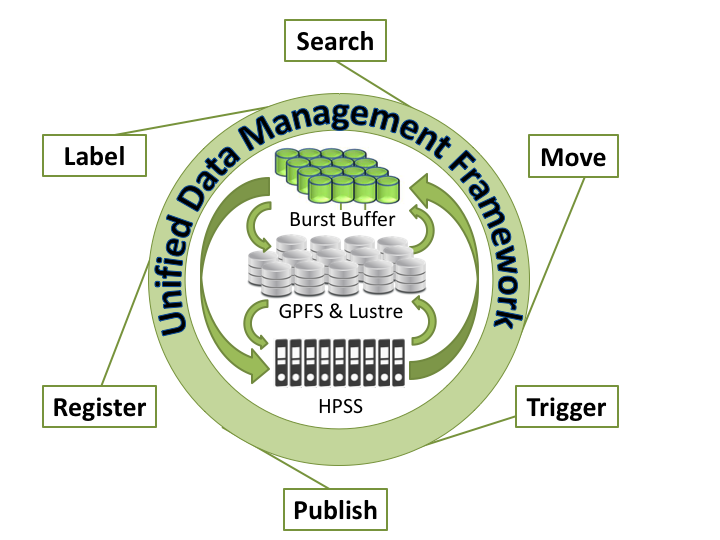 Search
Unified Data Management Framework
Label
Move
Burst Buffer
GPFS & Lustre
Register
HPSS
Trigger
Publish